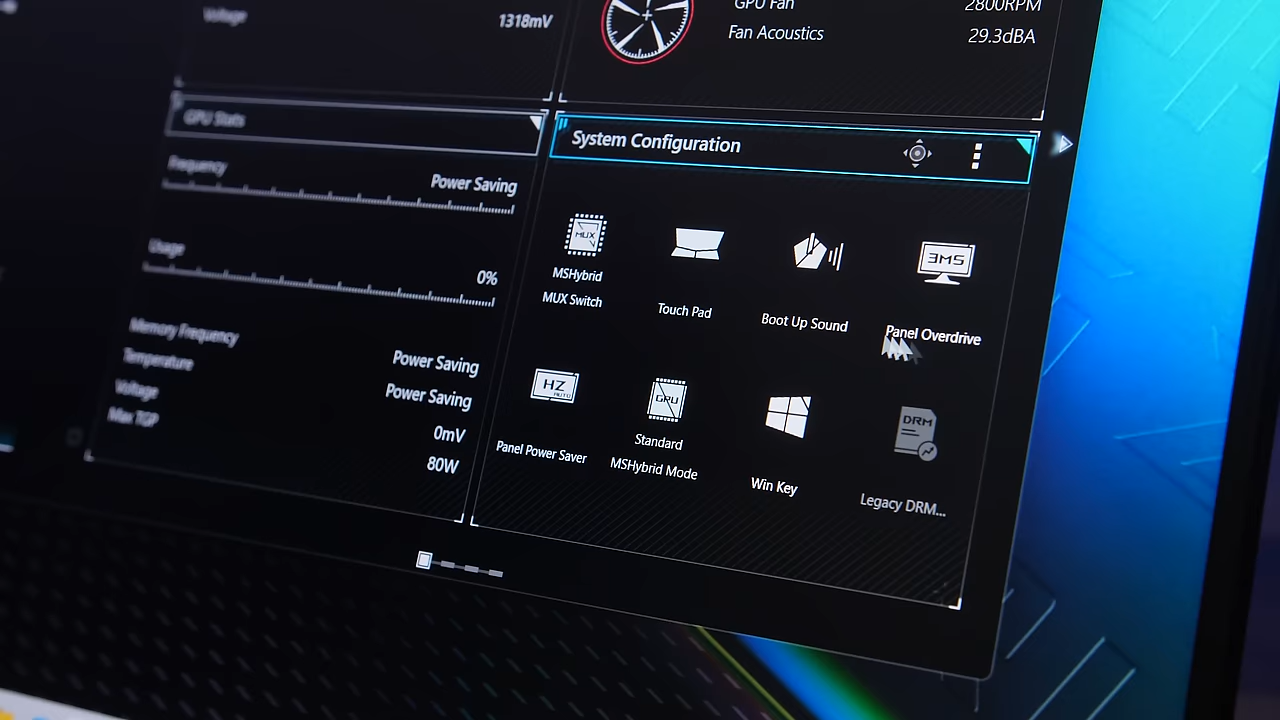 Voltage 1318mV
GPU Fan 2800RPM
Fan Acoustics 29.3dBA
GPU Stats
Frequency Power Saving
Usage 0%
Memory Frequency Power Saving
Temperature Power Saving
Voltage 0mV
Max TGP 80W
System Configuration
MUX
3MS
MSHybrid
MUX Switch
Touch Pad
Boot Up Sound
Panel Overdrive
HZ
AUTO
GPU
DRM
Panel Power Saver
Standard
MSHybrid Mode
Win Key
Legacy DRM...